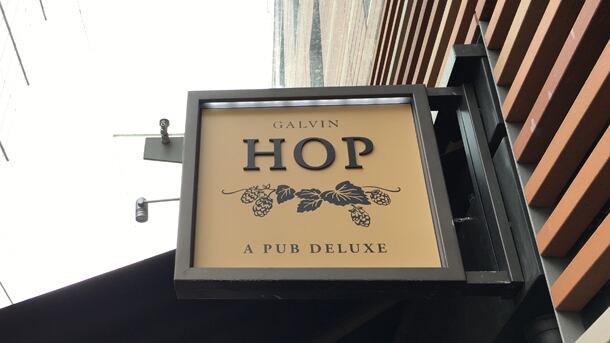 GALVIN
HOP
A PUB DELUXE